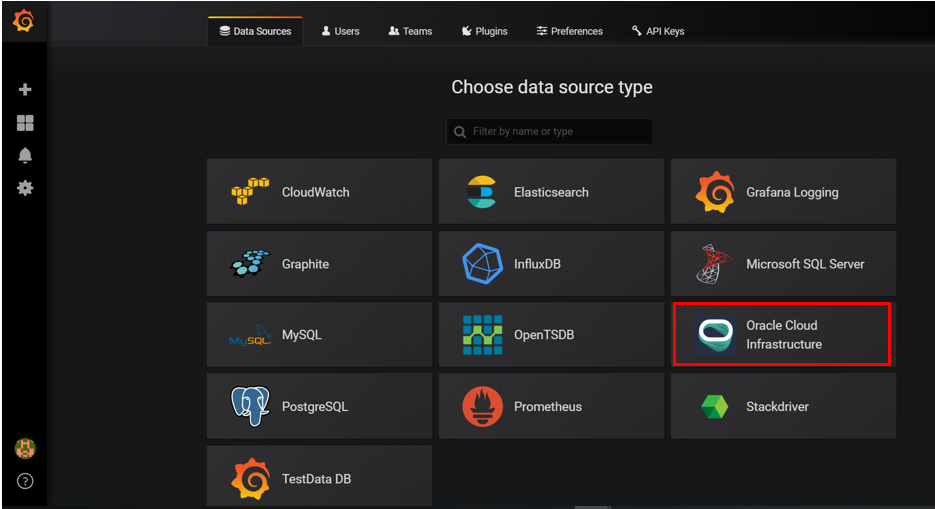 Data Sources Users Teams Plugins Preferences API Keys
Choose data source type
Filter by name or type
CloudWatch Elasticsearch Grafana Logging
Graphite InfluxDB Microsoft SQL Server
MySQL MySQL OpenTSDB Oracle Cloud
Infrastructure
PostgreSQL Prometheus Stackdriver
TestData DB
?